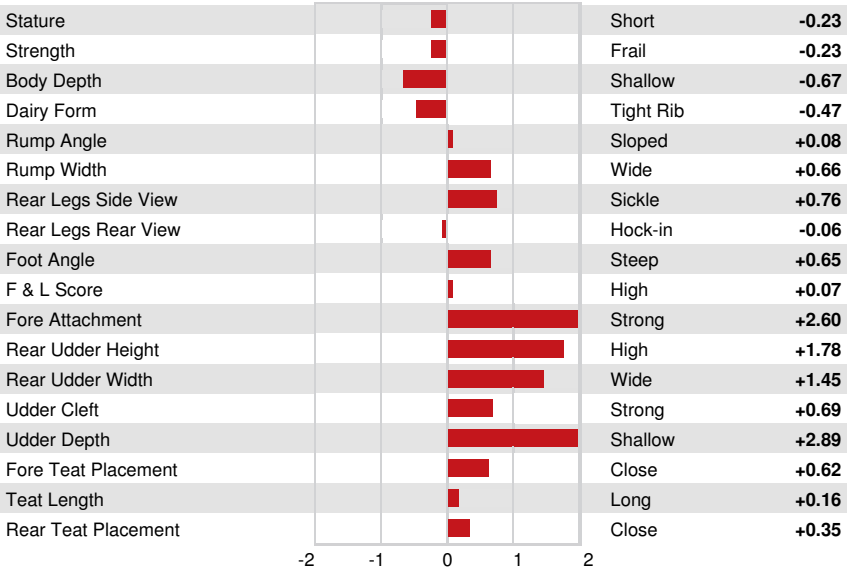 Stature Short -0.23
Strength Frail -0.23
Body Depth Shallow -0.67
Dairy Form Tight Rib -0.47
Rump Angle Sloped +0.08
Rump Width Wide +0.66
Rear Legs Side View Sickle +0.76
Rear Legs Rear View Hock-in -0.06
Foot Angle Steep +0.65
F & L Score High +0.07
Fore Attachment Strong +2.60
Rear Udder Height High +1.78
Rear Udder Width Wide +1.45
Udder Cleft Strong +0.69
Udder Depth Shallow +2.89
Fore Teat Placement Close +0.62
Teat Length Long +0.16
Rear Teat Placement Close +0.35
-2 -1 0 1 2